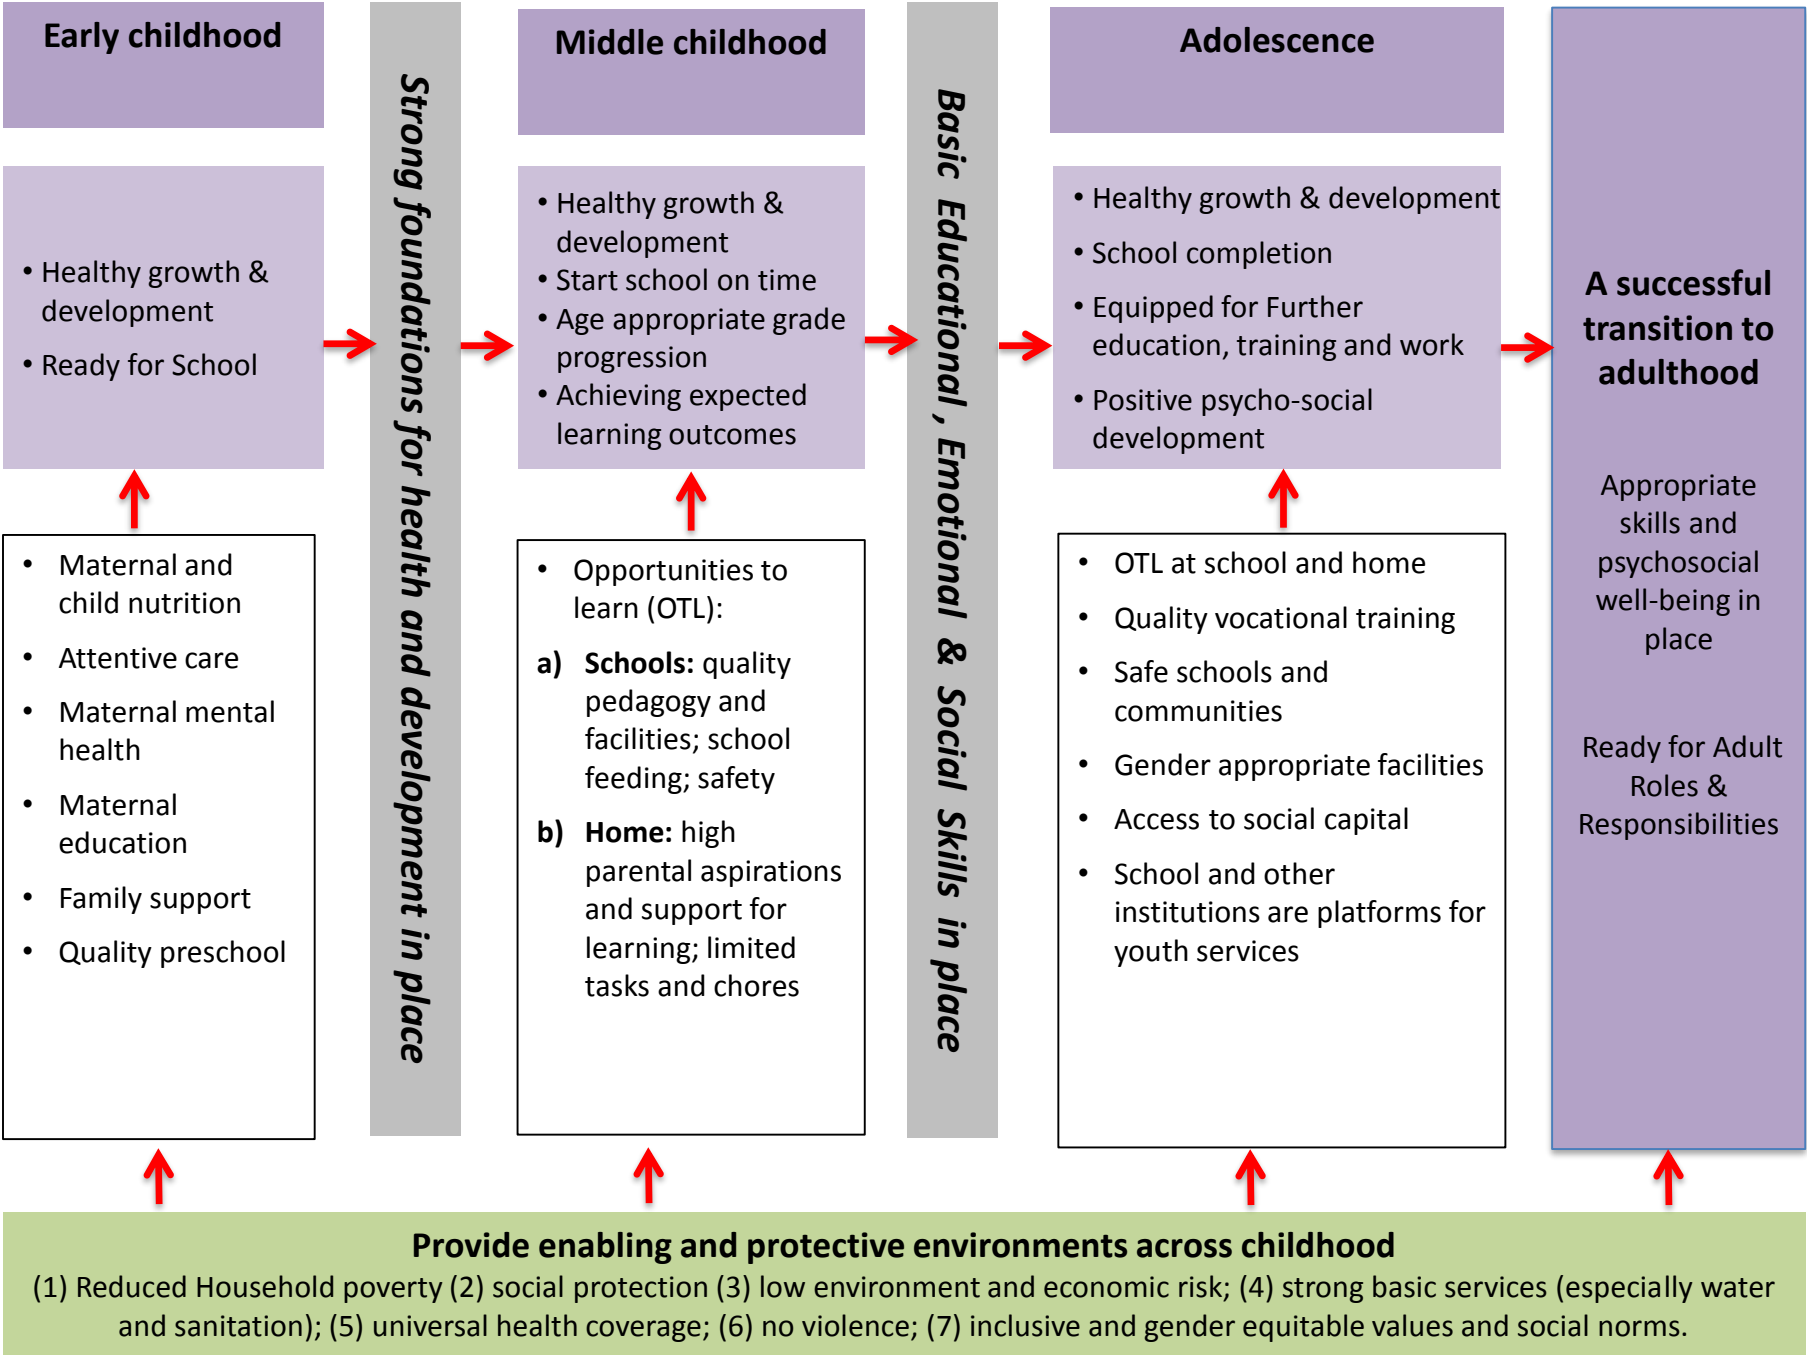 Early childhood
• Healthy growth &
development
• Ready for School
• Maternal and
child nutrition
• Attentive care
• Maternal mental
health
• Maternal
education
• Family support
• Quality preschool
Strong foundations for health and development in place
Middle childhood
• Healthy growth &
development
• Start school on time
• Age appropriate grade
progression
• Achieving expected
learning outcomes
• Opportunities to
learn (OTL):
a) Schools: quality
pedagogy and
facilities; school
feeding; safety
b) Home: high
parental aspirations
and support for
learning; limited
tasks and chores
Basic Educational , Emotional & Social Skills in place
Adolescence
• Healthy growth & development
• School completion
• Equipped for Further
education, training and work
• Positive psycho-social
development
• OTL at school and home
• Quality vocational training
• Safe schools and
communities
• Gender appropriate facilities
• Access to social capital
• School and other
institutions are platforms for
youth services
A successful
transition to
adulthood
Appropriate
skills and
psychosocial
well-being in
place
Ready for Adult
Roles &
Responsibilities
Provide enabling and protective environments across childhood
(1) Reduced Household poverty (2) social protection (3) low environment and economic risk; (4) strong basic services (especially water
and sanitation); (5) universal health coverage; (6) no violence; (7) inclusive and gender equitable values and social norms.